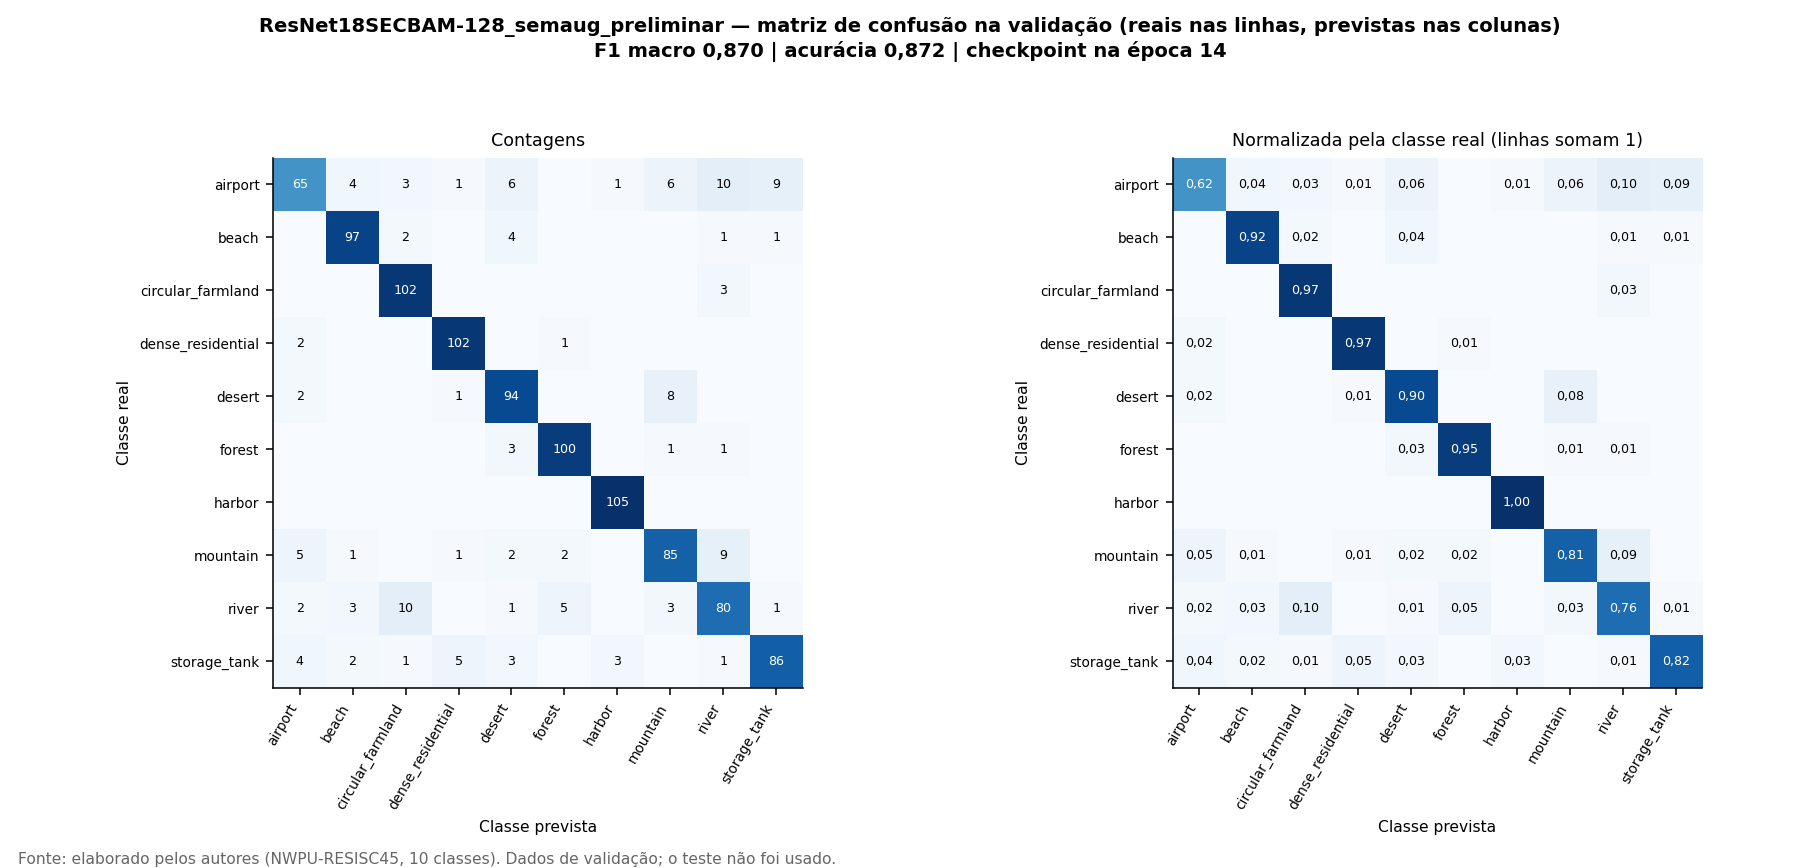 ResNet18SECBAM-128_semaug_preliminar — matriz de confusão na validação (reais nas linhas, previstas nas colunas)
F1 macro 0,870 | acurácia 0,872 | checkpoint na época 14
Contagens
Classe real
airport 65 4 3 1 6 1 6 10 9
beach 97 2 4 1 1
circular_farmland 102 3
dense_residential 2 102 1
desert 2 1 94 8
forest 3 100 1 1
harbor 105
mountain 5 1 1 2 2 85 9
river 2 3 10 1 5 3 80 1
storage_tank 4 2 1 5 3 3 1 86
airport beach circular_farmland dense_residential desert forest harbor mountain river storage_tank
Classe prevista
Normalizada pela classe real (linhas somam 1)
Classe real
airport 0,62 0,04 0,03 0,01 0,06 0,01 0,06 0,10 0,09
beach 0,92 0,02 0,04 0,01 0,01
circular_farmland 0,97 0,03
dense_residential 0,02 0,97 0,01
desert 0,02 0,01 0,90 0,08
forest 0,03 0,95 0,01 0,01
harbor 1,00
mountain 0,05 0,01 0,01 0,02 0,02 0,81 0,09
river 0,02 0,03 0,10 0,01 0,05 0,03 0,76 0,01
storage_tank 0,04 0,02 0,01 0,05 0,03 0,03 0,01 0,82
airport beach circular_farmland dense_residential desert forest harbor mountain river storage_tank
Classe prevista
Fonte: elaborado pelos autores (NWPU-RESISC45, 10 classes). Dados de validação; o teste não foi usado.